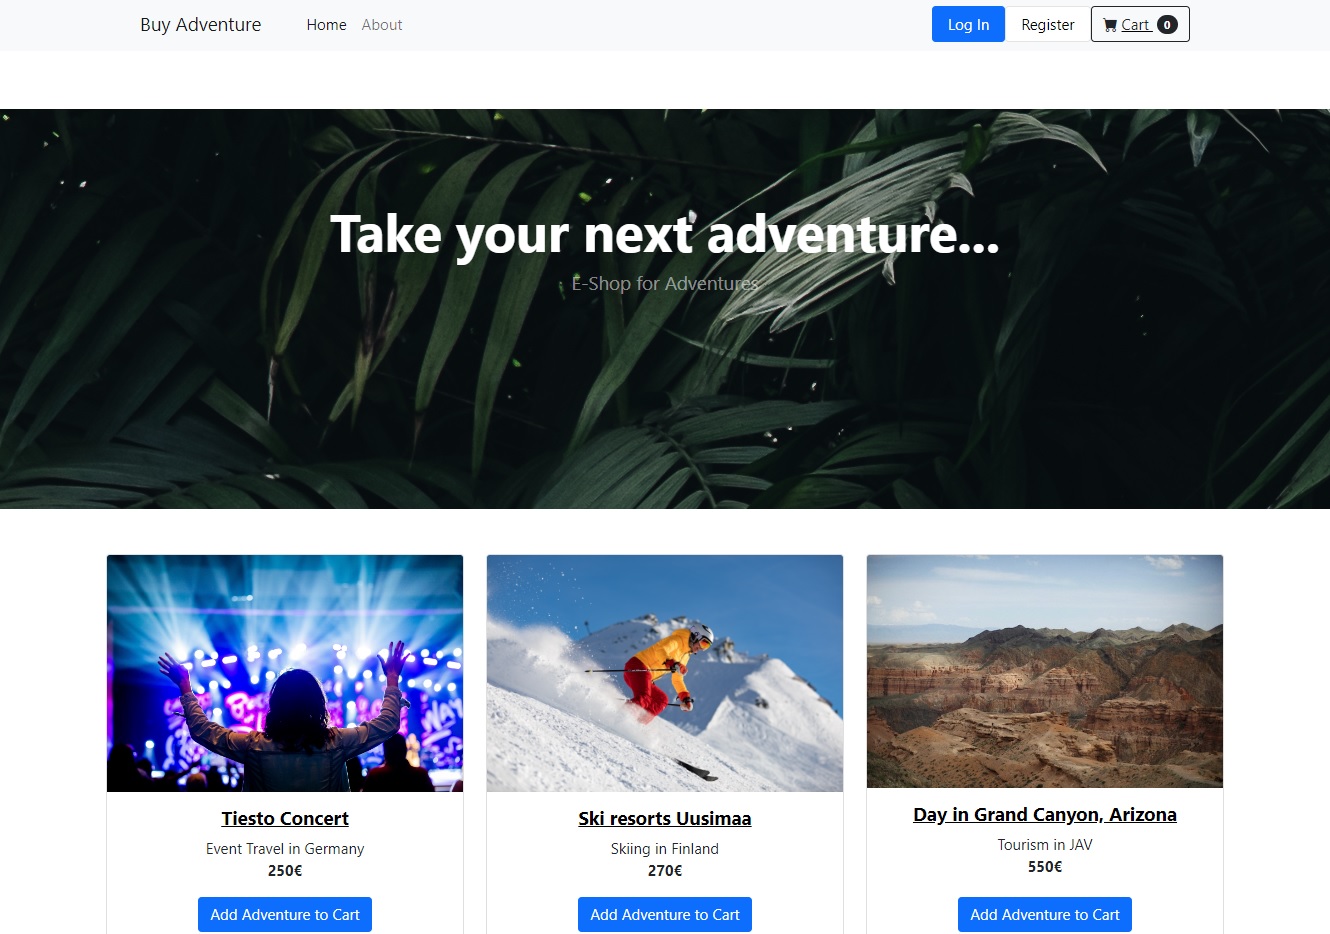 Buy Adventure Home About Log In Register Cart 0
Take your next adventure...
E-Shop for Adventures
Tiesto Concert
Event Travel in Germany
250€
Add Adventure to Cart
Ski resorts Uusimaa
Skiing in Finland
270€
Add Adventure to Cart
Day in Grand Canyon, Arizona
Tourism in JAV
550€
Add Adventure to Cart